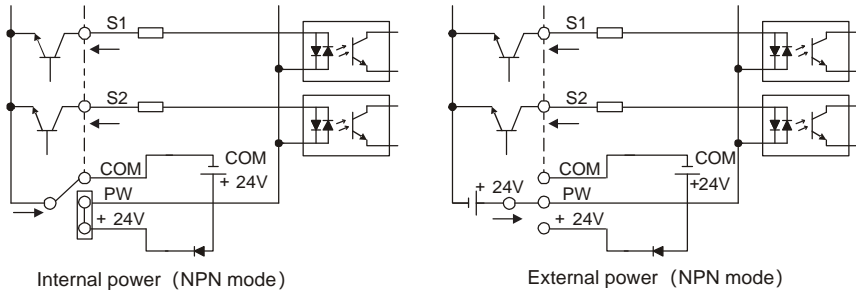 S1
S2
COM
COM
+ 24V
PW
+ 24V
Internal power（NPN mode）
S1
S2
COM
COM
+24V
+ 24V
PW
+ 24V
External power（NPN mode）